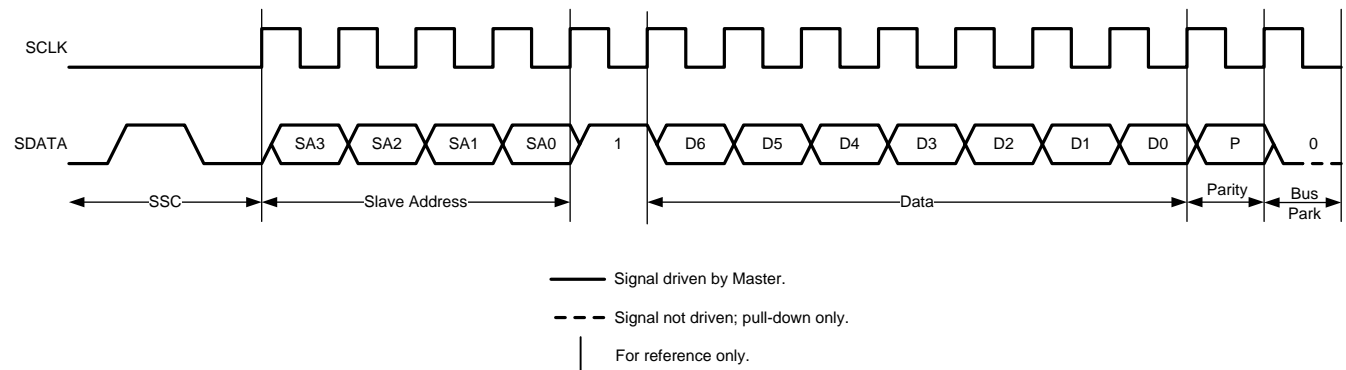 SCLK
SDATA SA3 SA2 SA1 SA0 1 D6 D5 D4 D3 D2 D1 D0 P 0
SSC Slave Address Data Parity Bus
Park
Signal driven by Master.
Signal not driven; pull-down only.
For reference only.